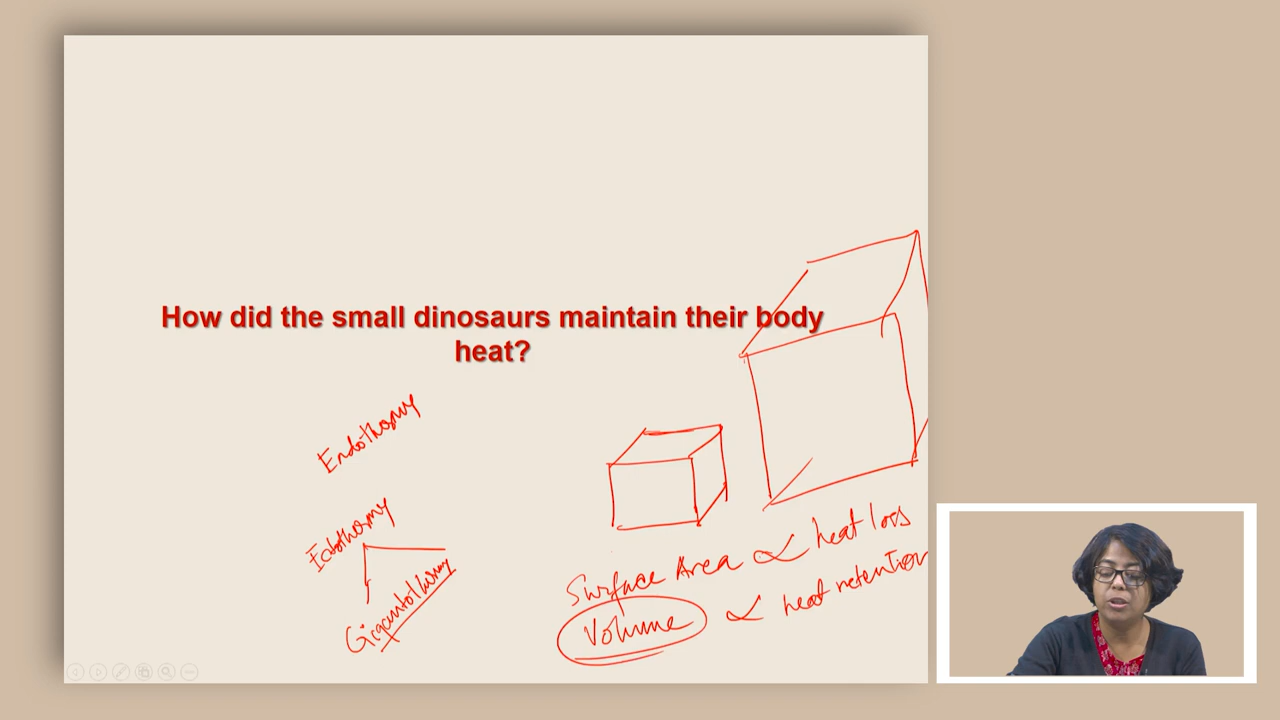 How did the small dinosaurs maintain their body
heat?
Endothermy
Ectothermy
Gigantothermy
Surface Area ∝ heat loss
Volume ∝ heat retention